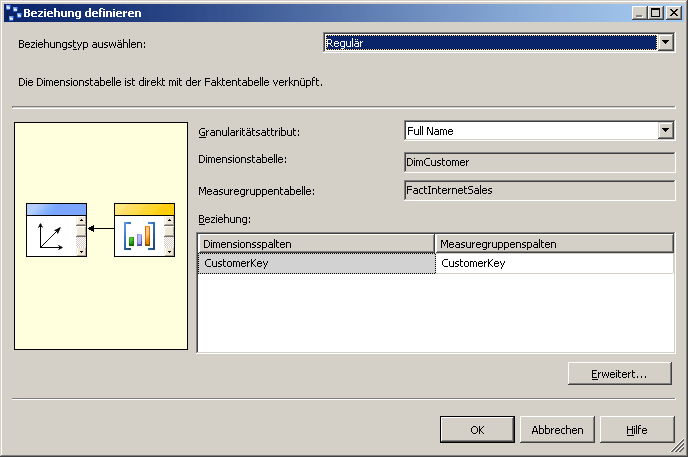 Beziehung definieren
Beziehungstyp auswählen: Regulär
Die Dimensionstabelle ist direkt mit der Faktentabelle verknüpft.
Granularitätsattribut: Full Name
Dimensionstabelle: DimCustomer
Measuregruppentabelle: FactInternetSales
Beziehung:
Dimensionsspalten Measuregruppenspalten
CustomerKey CustomerKey
Erweitert...
OK Abbrechen Hilfe